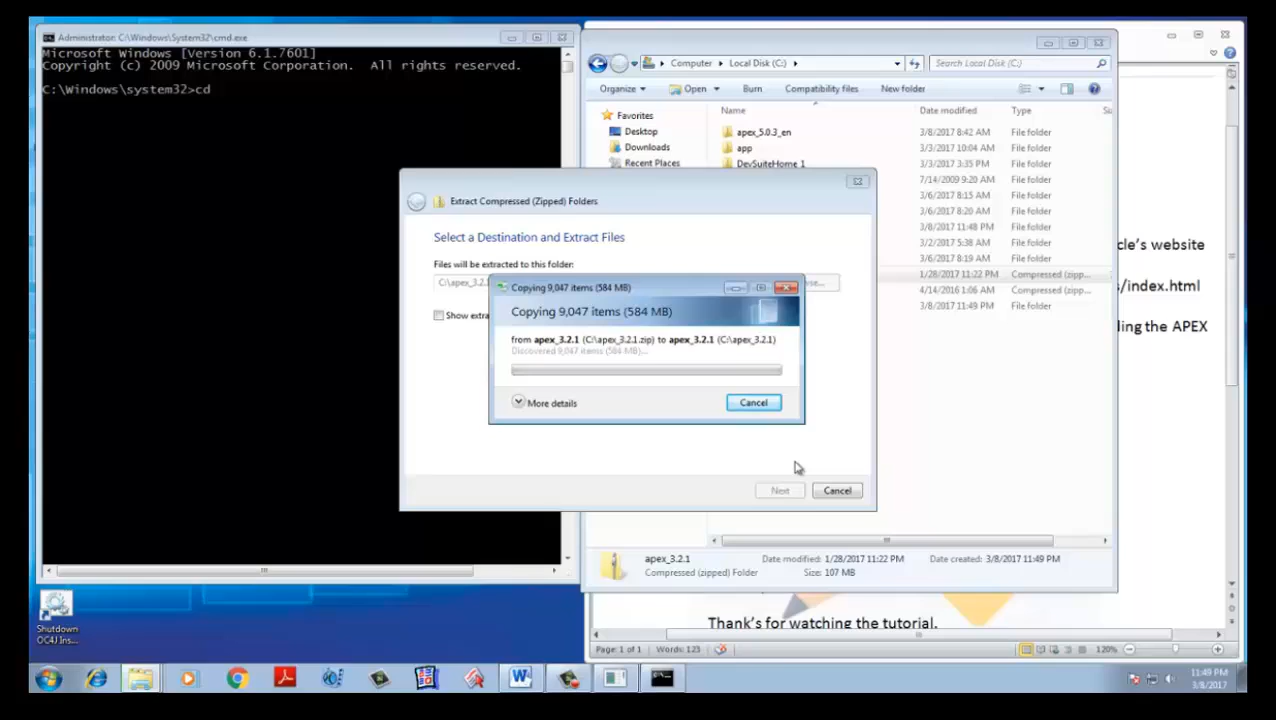 Administrator: C:\Windows\System32\cmd.exe
Microsoft Windows [Version 6.1.7601]
Copyright (c) 2009 Microsoft Corporation.  All rights reserved.
C:\Windows\system32>cd
Computer Local Disk (C:)
Search Local Disk (C:)
Organize Open Burn Compatibility files New folder
Name Date modified Type
Favorites
Desktop
Downloads
Recent Places
apex_5.0.3_en 3/8/2017 8:42 AM File folder
app 3/3/2017 10:04 AM File folder
DevSuiteHome 1 3/3/2017 3:35 PM File folder
7/14/2009 9:20 AM File folder
3/6/2017 8:15 AM File folder
3/6/2017 8:20 AM File folder
3/8/2017 11:48 PM File folder
3/2/2017 5:38 AM File folder
3/6/2017 8:19 AM File folder
1/28/2017 11:22 PM Compressed (zipp...
4/14/2016 1:06 AM Compressed (zipp...
3/8/2017 11:49 PM File folder
Extract Compressed (Zipped) Folders
Select a Destination and Extract Files
Files will be extracted to this folder:
C:\apex_3.2.1
Show extra
Copying 9,047 items (584 MB)
Copying 9,047 items (584 MB)
from apex_3.2.1 (C:\apex_3.2.1.zip) to apex_3.2.1 (C:\apex_3.2.1)
Discovered 9,047 items (584 MB)...
More details
Cancel
Next
Cancel
apex_3.2.1 Date modified: 1/28/2017 11:22 PM Date created: 3/8/2017 11:49 PM
Compressed (zipped) Folder Size: 107 MB
cle's website
s/index.html
ling the APEX
Thank's for watching the tutorial.
Page: 1 of 1 Words: 123 120%
Shutdown
OC4J Ins...
11:49 PM
3/8/2017